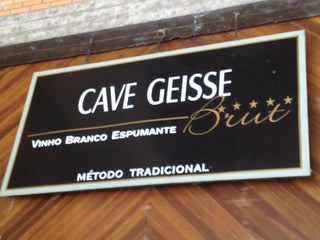 CAVE GEISSE
Brut
VINHO BRANCO ESPUMANTE
MÉTODO TRADICIONAL